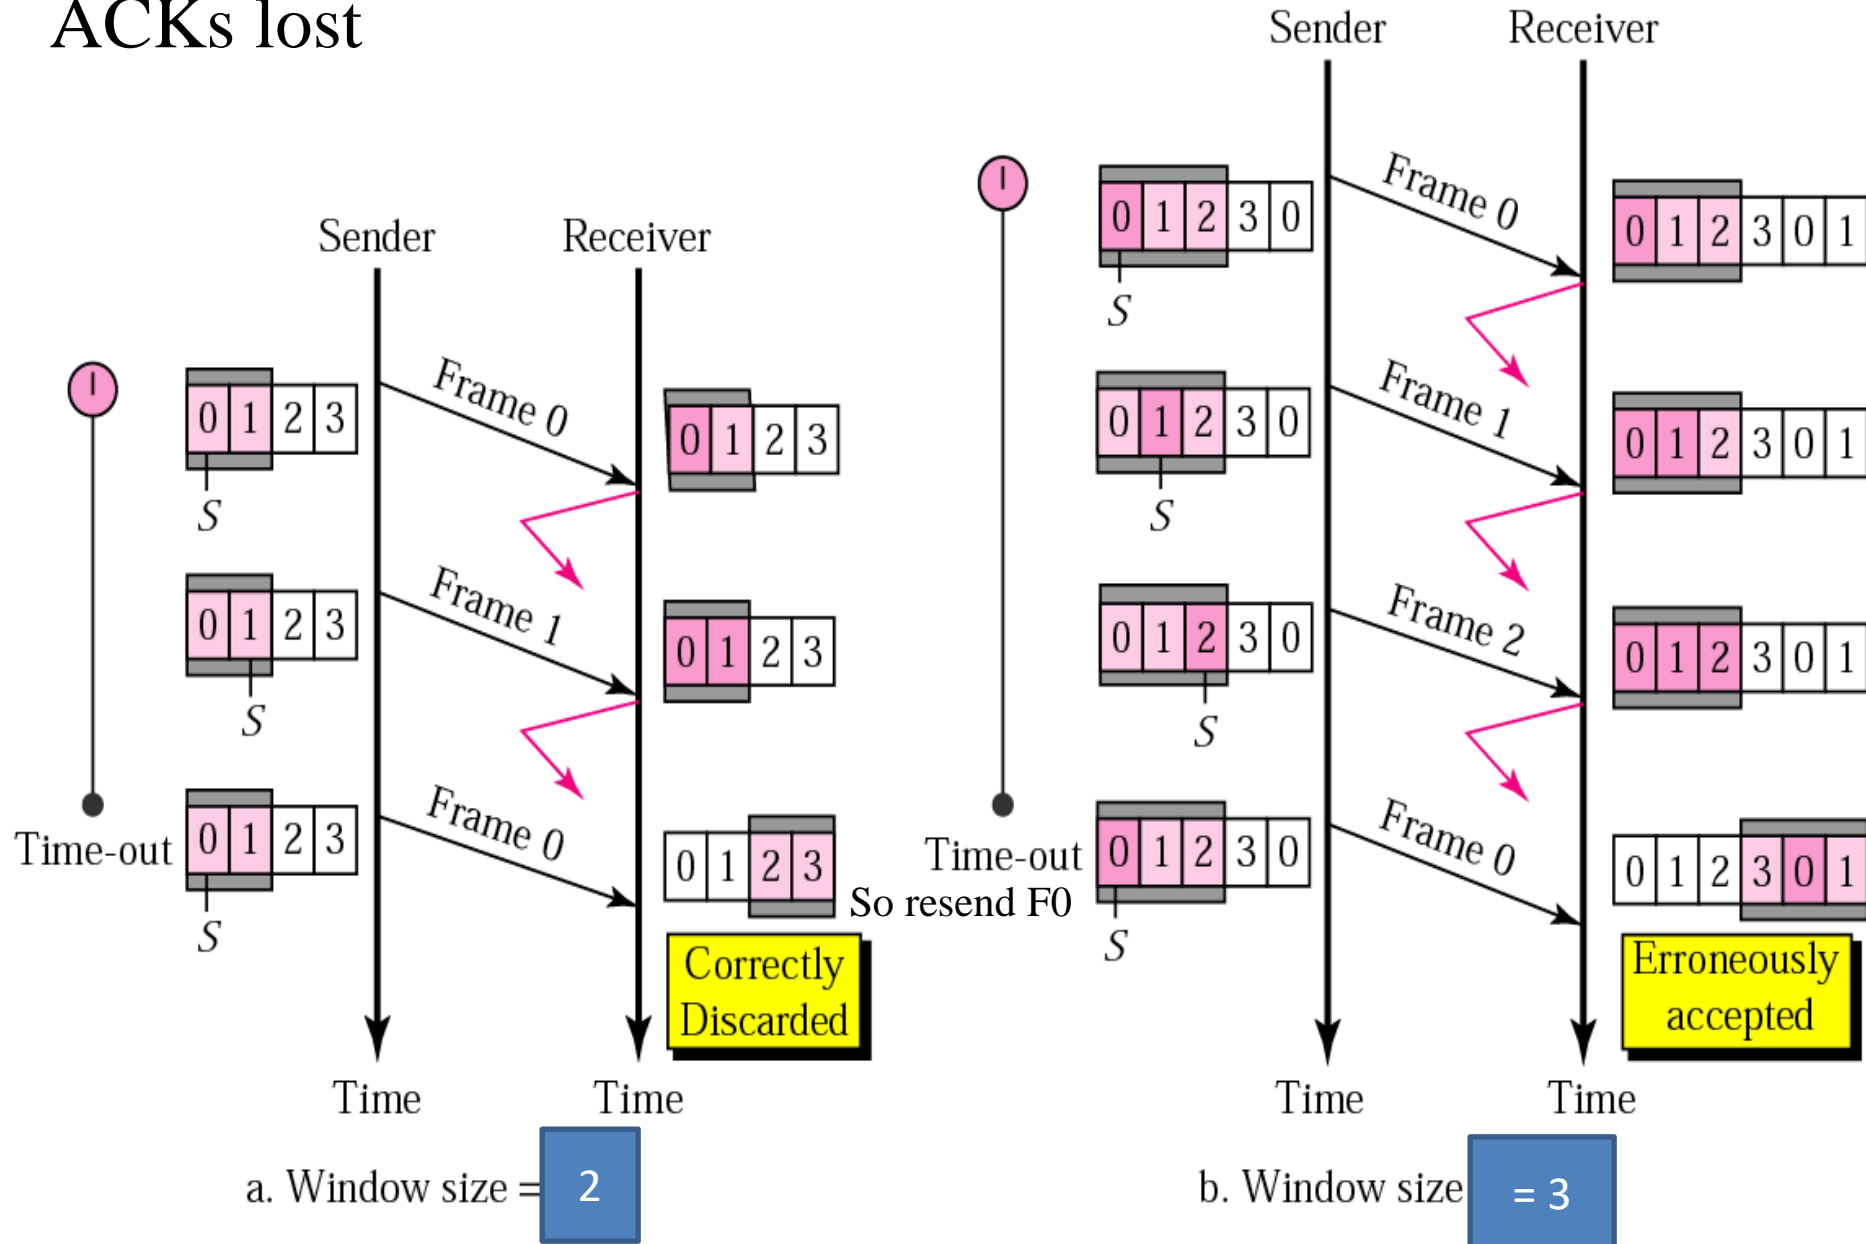 ACKs lost
Sender Receiver
Frame 0
0 1 2 3
S
0 1 2 3
Frame 1
0 1 2 3
S
0 1 2 3
Time-out
Frame 0
0 1 2 3
S
0 1 2 3
Correctly
Discarded
Time Time
a. Window size = 2
Sender Receiver
Frame 0
0 1 2 3 0
S
0 1 2 3 0 1
Frame 1
0 1 2 3 0
S
0 1 2 3 0 1
Frame 2
0 1 2 3 0
S
0 1 2 3 0 1
Time-out
So resend F0
Frame 0
0 1 2 3 0
S
0 1 2 3 0 1
Erroneously
accepted
Time Time
b. Window size = 3